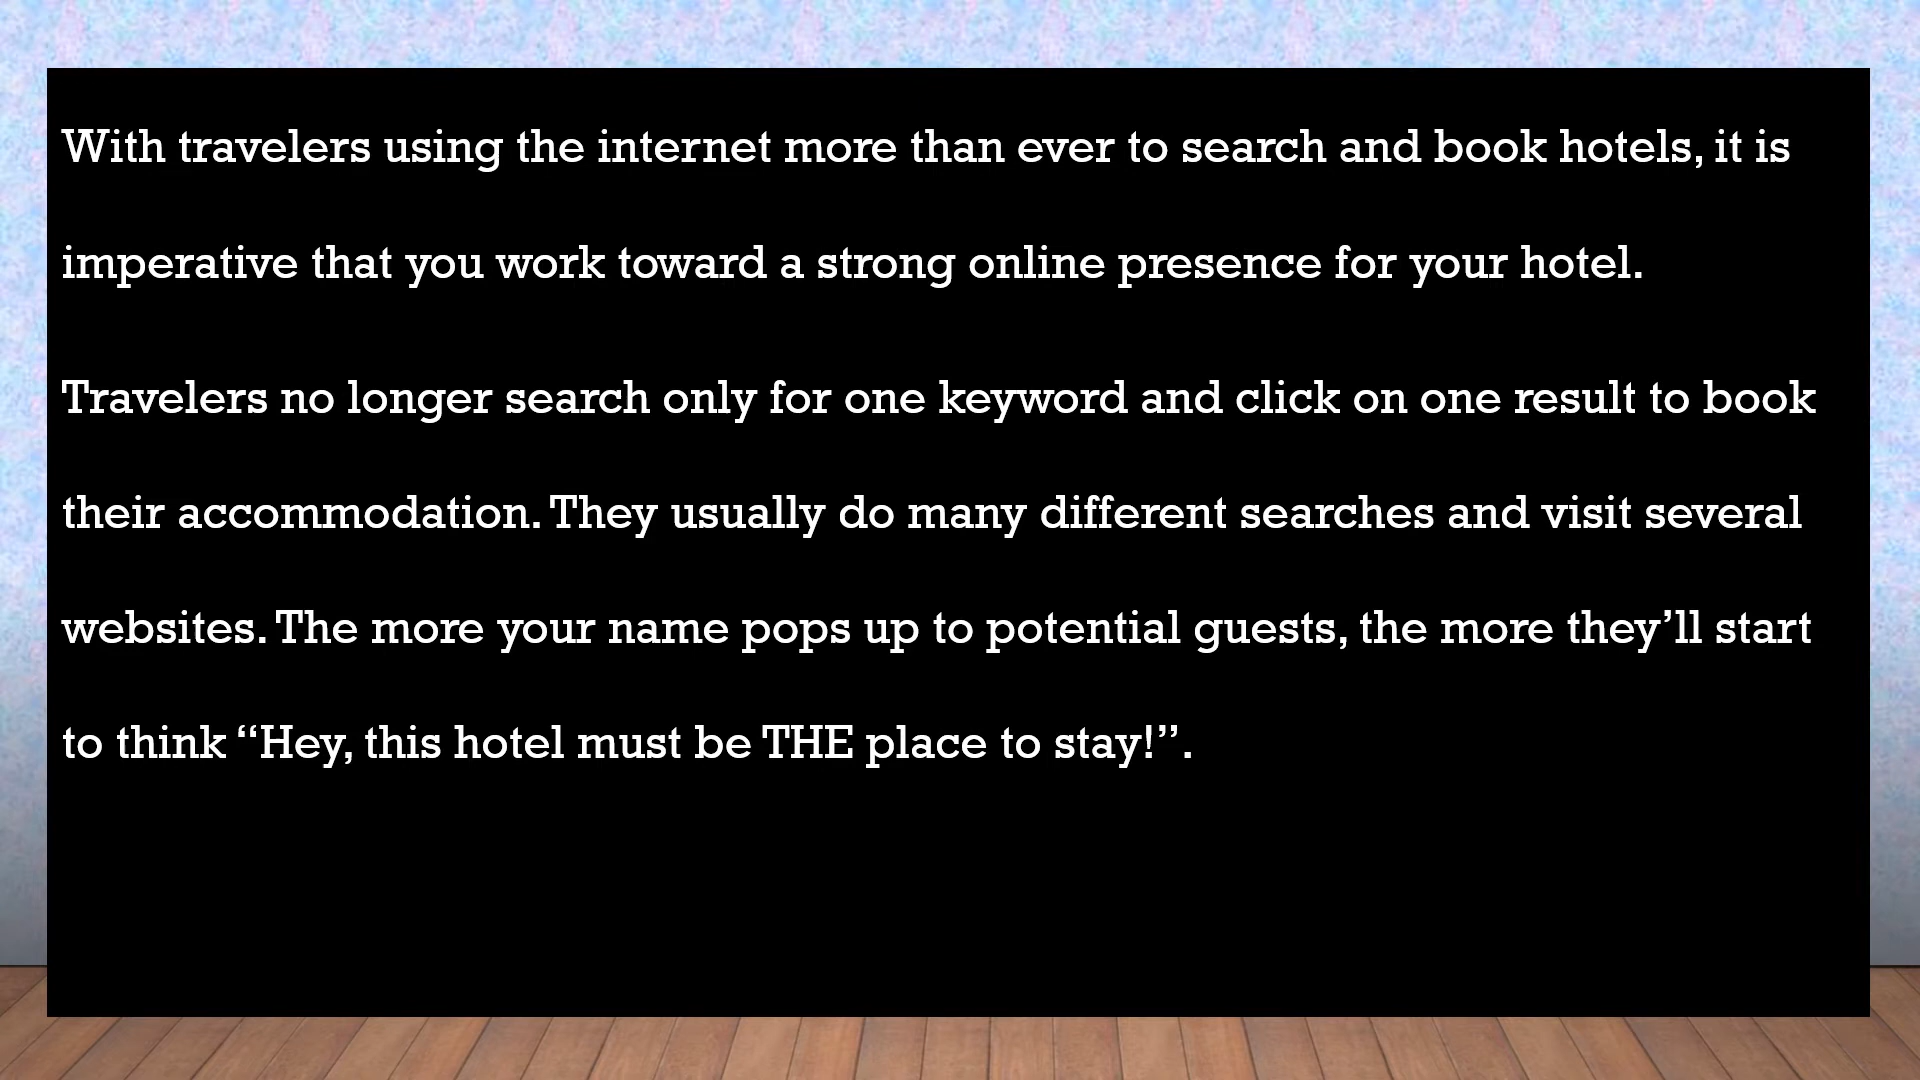 With travelers using the internet more than ever to search and book hotels, it is
imperative that you work toward a strong online presence for your hotel.
Travelers no longer search only for one keyword and click on one result to book
their accommodation. They usually do many different searches and visit several
websites. The more your name pops up to potential guests, the more they’ll start
to think “Hey, this hotel must be THE place to stay!”.